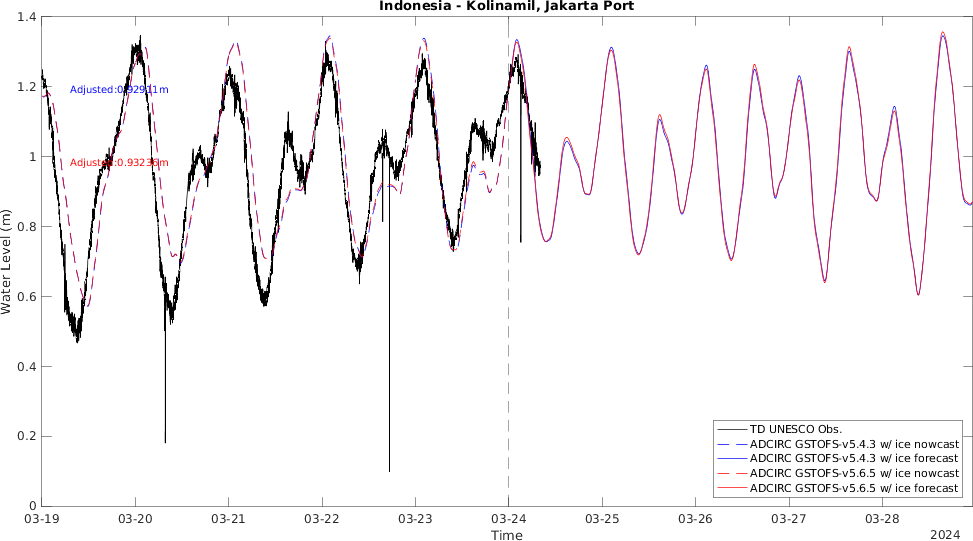 Indonesia - Kolinamil, Jakarta Port
1.4
1.2
1
0.8
0.6
0.4
0.2
0
Water Level (m)
Adjusted:0.92911m
Adjusted:0.93236m
TD UNESCO Obs.
ADCIRC GSTOFS-v5.4.3 w/ ice nowcast
ADCIRC GSTOFS-v5.4.3 w/ ice forecast
ADCIRC GSTOFS-v5.6.5 w/ ice nowcast
ADCIRC GSTOFS-v5.6.5 w/ ice forecast
03-19 03-20 03-21 03-22 03-23 03-24 03-25 03-26 03-27 03-28
Time
2024